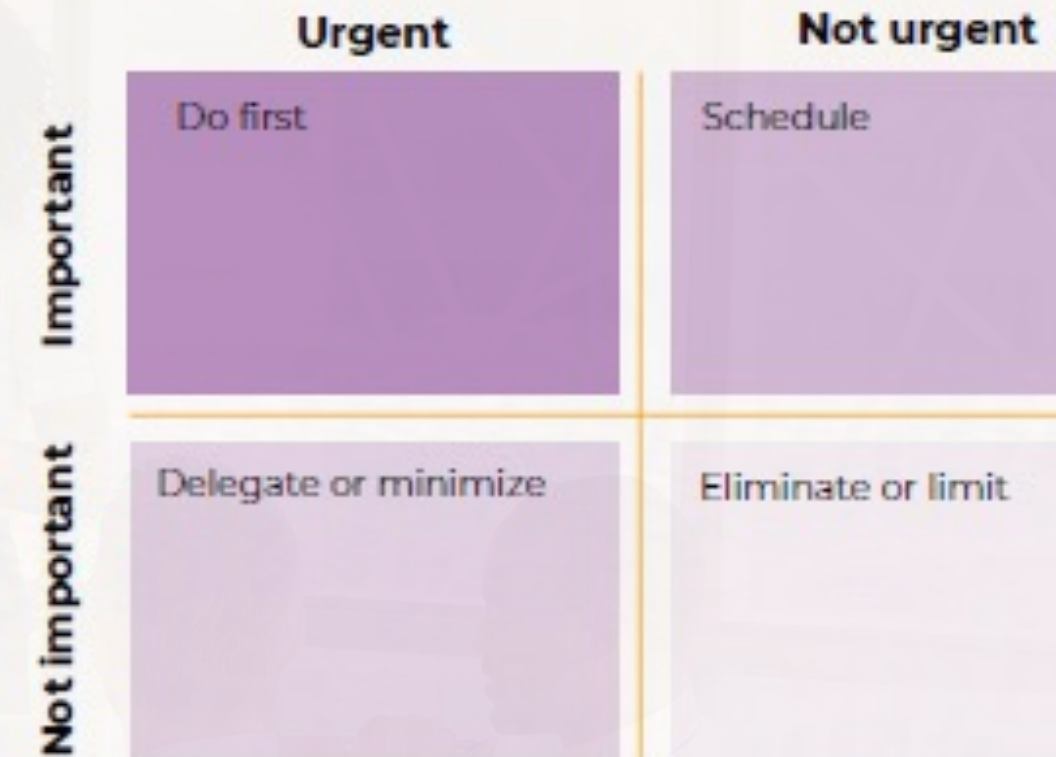 Urgent
Not urgent
Important
Do first
Schedule
Not important
Delegate or minimize
Eliminate or limit